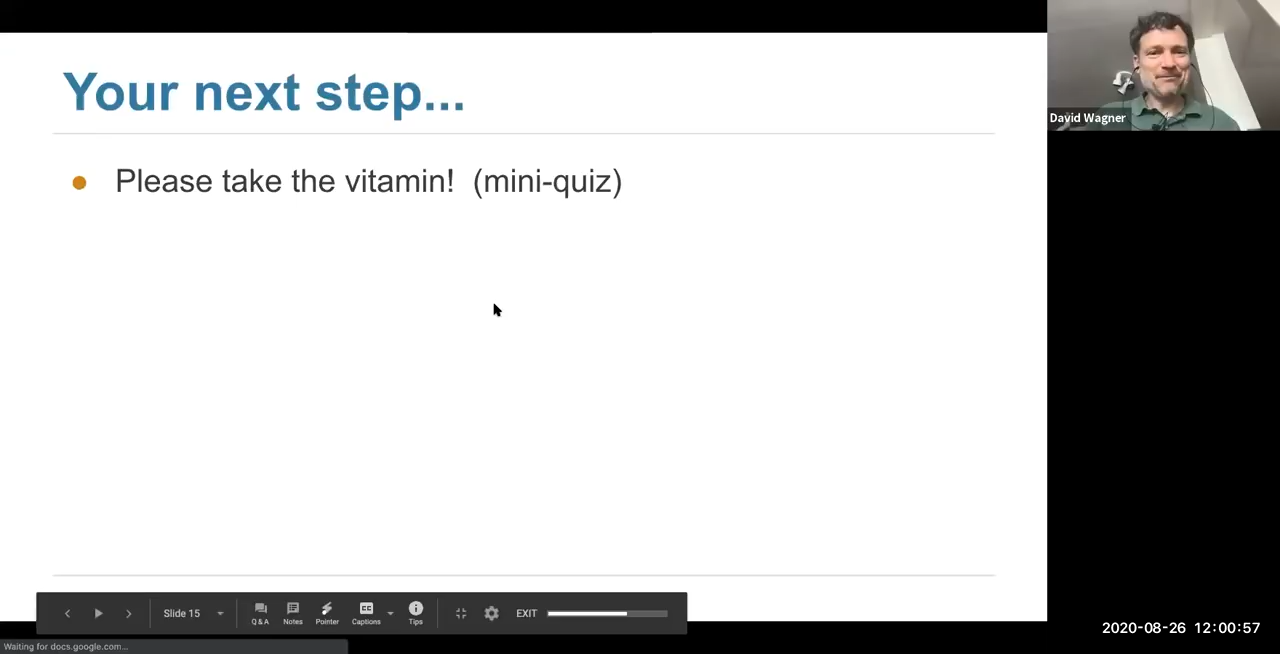 Your next step...
David Wagner
● Please take the vitamin! (mini-quiz)
Slide 15
Q & A
Notes
Pointer
CC
Captions
Tips
EXIT
Waiting for docs.google.com...
2020-08-26 12:00:57